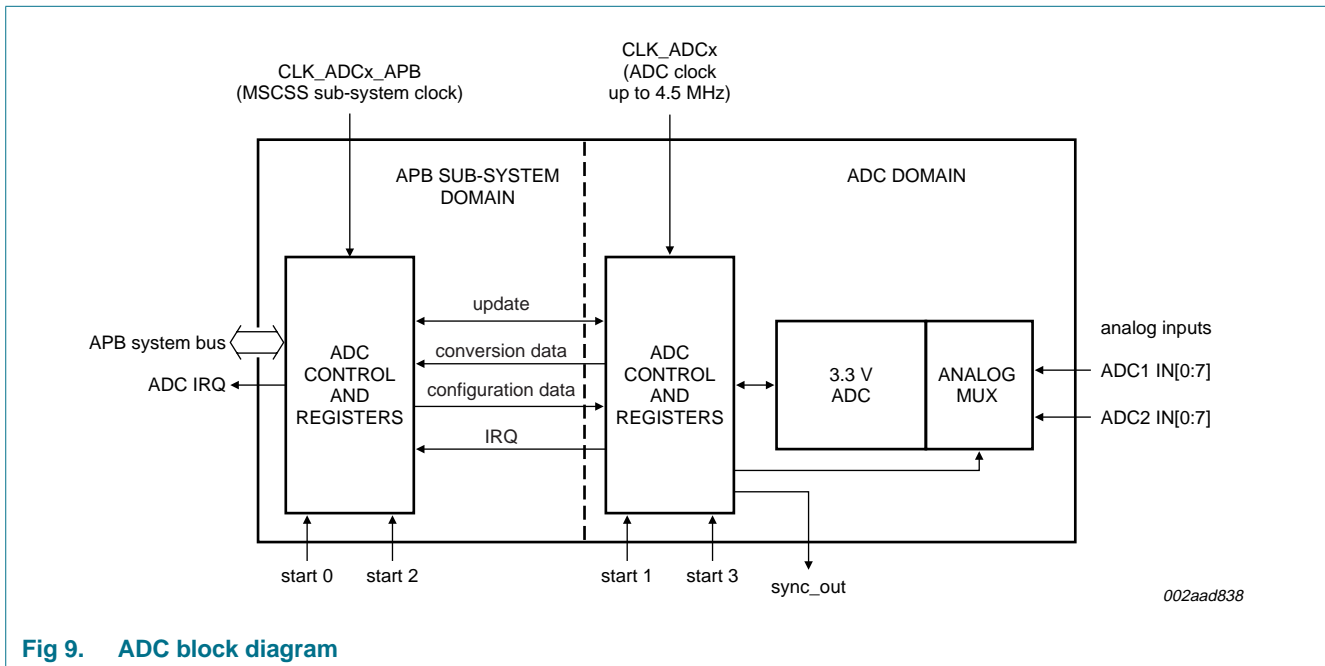 CLK_ADCx_APB
(MSCSS sub-system clock)
CLK_ADCx
(ADC clock
up to 4.5 MHz)
APB SUB-SYSTEM
DOMAIN
ADC DOMAIN
APB system bus
ADC IRQ
ADC
CONTROL
AND
REGISTERS
update
conversion data
configuration data
IRQ
ADC
CONTROL
AND
REGISTERS
3.3 V
ADC
ANALOG
MUX
analog inputs
ADC1 IN[0:7]
ADC2 IN[0:7]
start 0
start 2
start 1
start 3
sync_out
002aad838
Fig 9. ADC block diagram